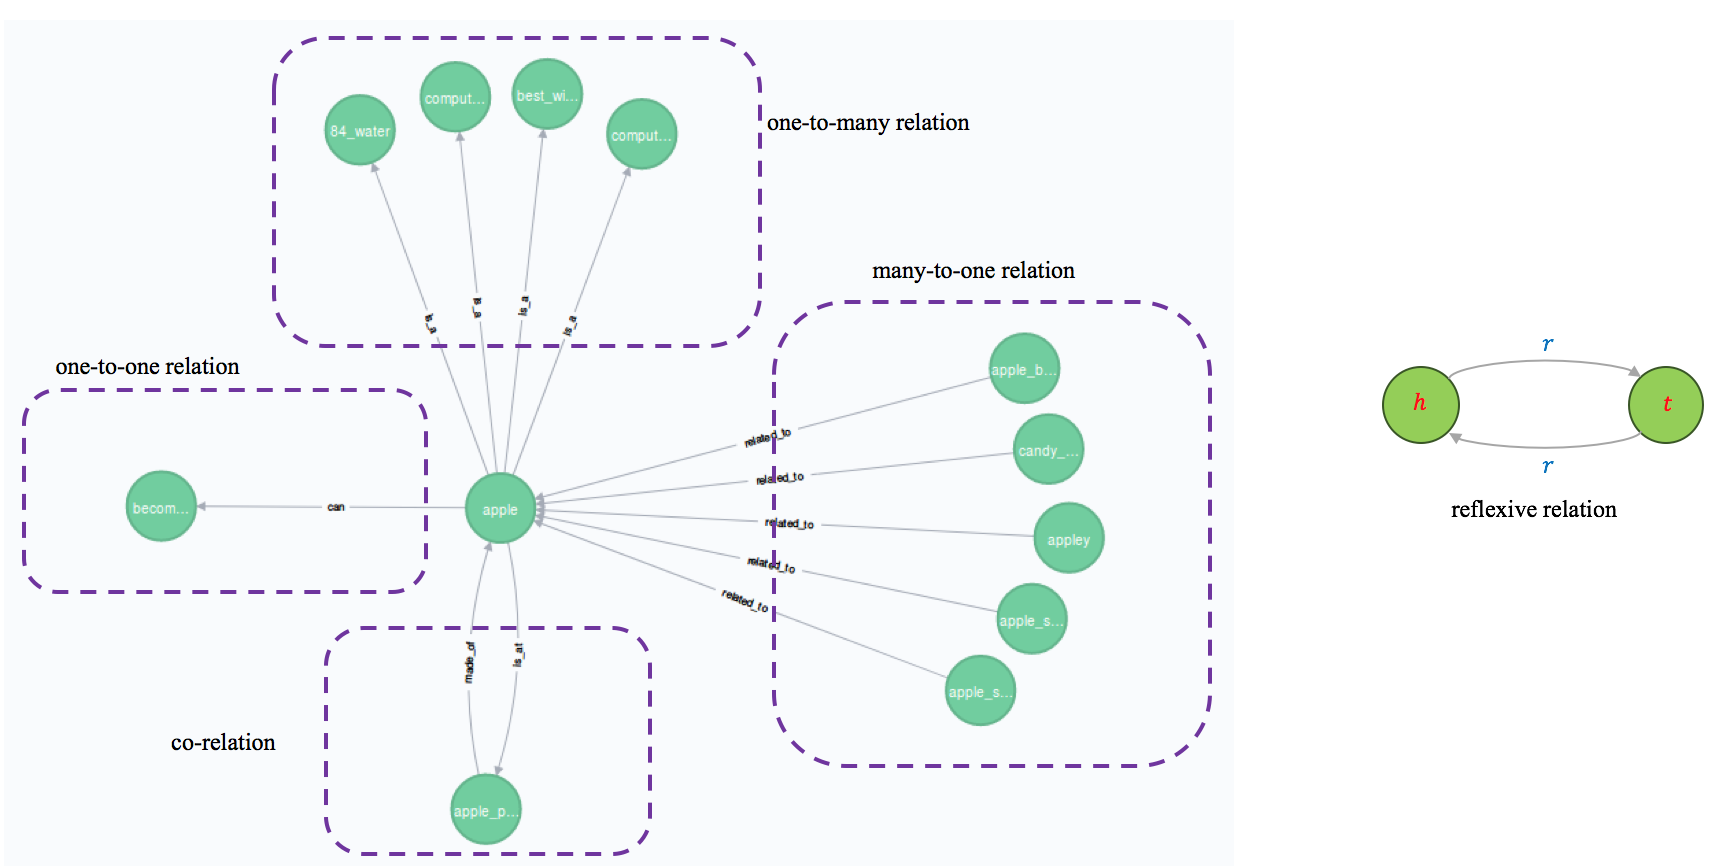 84_water
comput...
best_wi...
comput...
one-to-many relation
is_a
is_a
is_a
is_a
many-to-one relation
one-to-one relation
becom...
can
apple
related_to
related_to
related_to
related_to
related_to
apple_b...
candy_...
appley
apple_s...
apple_s...
made_of
is_at
co-relation
apple_p...
r
h
t
r
reflexive relation